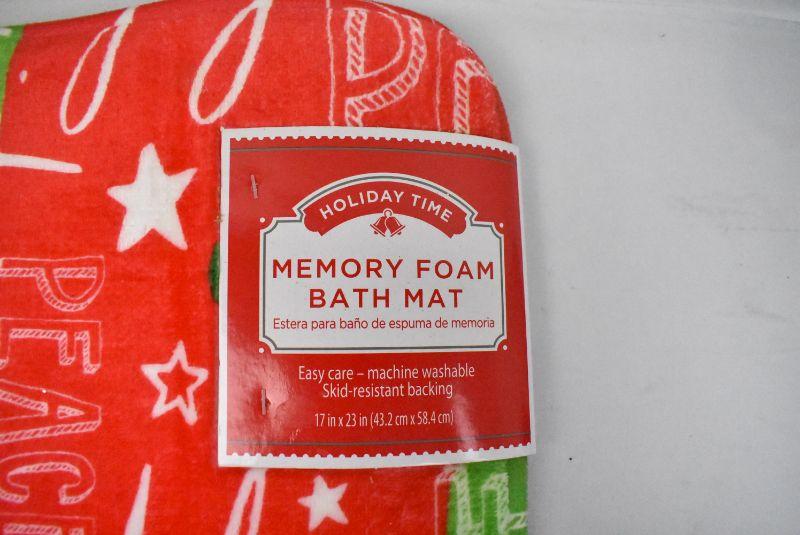 HOLIDAY TIME
MEMORY FOAM
BATH MAT
Estera para baño de espuma de memoria
Easy care – machine washable
Skid-resistant backing
17 in x 23 in (43.2 cm x 58.4 cm)
PEACE